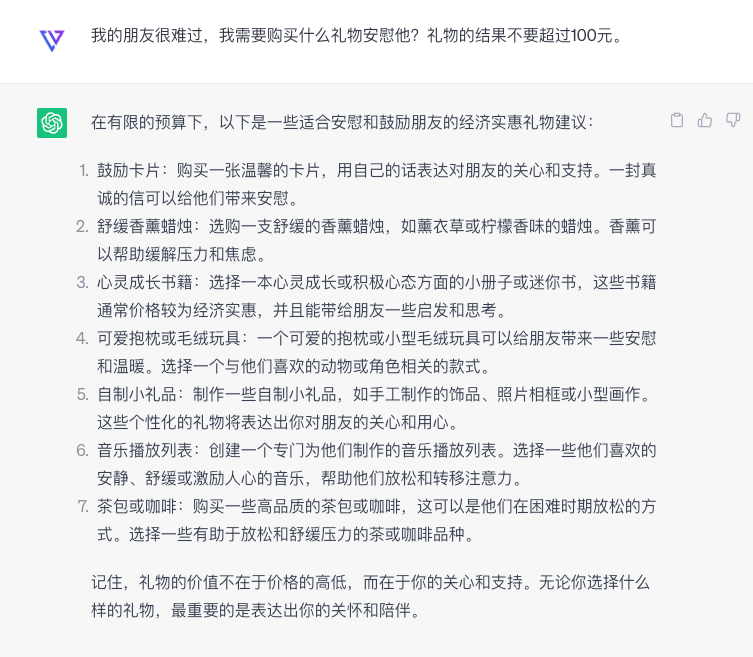 我的朋友很难过，我需要购买什么礼物安慰他？礼物的结果不要超过100元。
在有限的预算下，以下是一些适合安慰和鼓励朋友的经济实惠礼物建议：
1. 鼓励卡片：购买一张温馨的卡片，用自己的话表达对朋友的关心和支持。一封真
诚的信可以给他们带来安慰。
2. 舒缓香薰蜡烛：选购一支舒缓的香薰蜡烛，如薰衣草或柠檬香味的蜡烛。香薰可
以帮助缓解压力和焦虑。
3. 心灵成长书籍：选择一本心灵成长或积极心态方面的小册子或迷你书，这些书籍
通常价格较为经济实惠，并且能带给朋友一些启发和思考。
4. 可爱抱枕或毛绒玩具：一个可爱的抱枕或小型毛绒玩具可以给朋友带来一些安慰
和温暖。选择一个与他们喜欢的动物或角色相关的款式。
5. 自制小礼品：制作一些自制小礼品，如手工制作的饰品、照片相框或小型画作。
这些个性化的礼物将表达出你对朋友的关心和用心。
6. 音乐播放列表：创建一个专门为他们制作的音乐播放列表。选择一些他们喜欢的
安静、舒缓或激励人心的音乐，帮助他们放松和转移注意力。
7. 茶包或咖啡：购买一些高品质的茶包或咖啡，这可以是他们在困难时期放松的方
式。选择一些有助于放松和舒缓压力的茶或咖啡品种。
记住，礼物的价值不在于价格的高低，而在于你的关心和支持。无论你选择什么
样的礼物，最重要的是表达出你的关怀和陪伴。